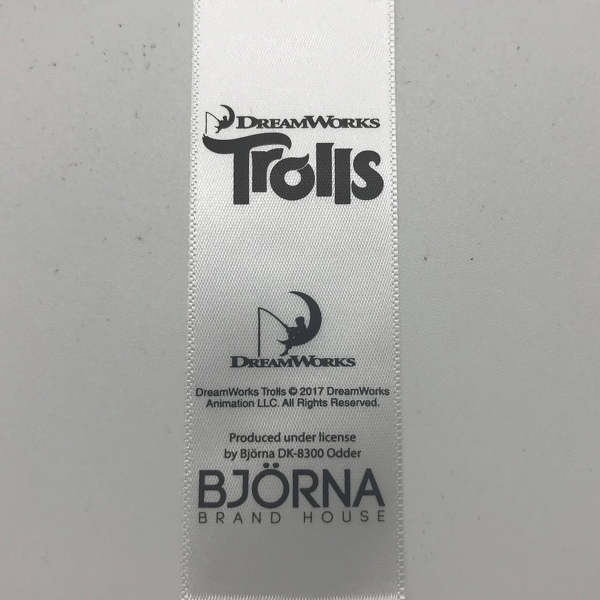 DREAMWORKS
Trolls
DREAMWORKS
DreamWorks Trolls © 2017 DreamWorks
Animation LLC. All Rights Reserved.
Produced under license
by Björna DK-8300 Odder
BJÖRNA
BRAND HOUSE